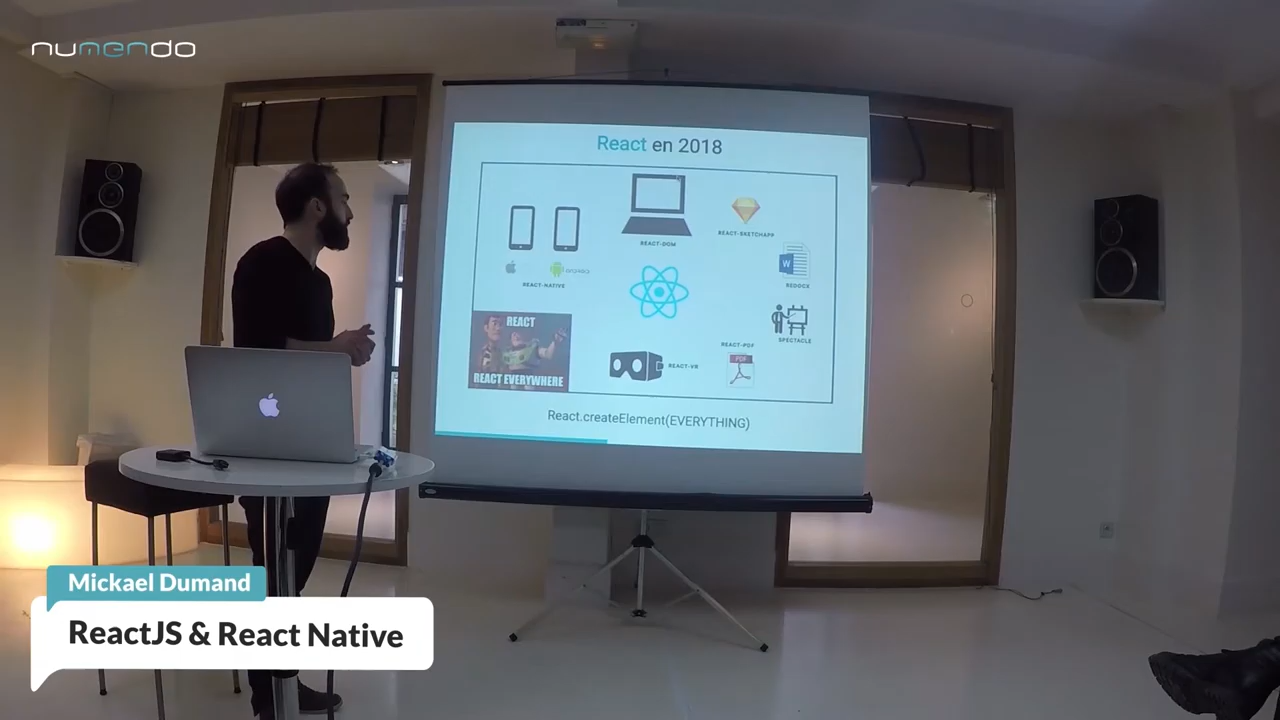 numendo
React en 2018
REACT-DOM
REACT-SKETCHAPP
ANDROID
REACT-NATIVE
W
REDOCX
SPECTACLE
REACT
REACT EVERYWHERE
REACT-VR
REACT-PDF
PDF
React.createElement(EVERYTHING)
Mickael Dumand
ReactJS & React Native